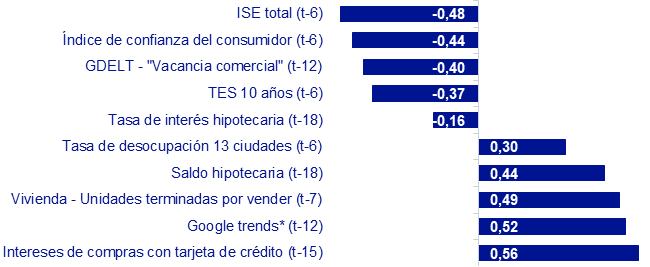 ISE total (t-6) -0,48
Índice de confianza del consumidor (t-6) -0,44
GDELT - "Vacancia comercial" (t-12) -0,40
TES 10 años (t-6) -0,37
Tasa de interés hipotecaria (t-18) -0,16
Tasa de desocupación 13 ciudades (t-6) 0,30
Saldo hipotecaria (t-18) 0,44
Vivienda - Unidades terminadas por vender (t-7) 0,49
Google trends* (t-12) 0,52
Intereses de compras con tarjeta de crédito (t-15) 0,56